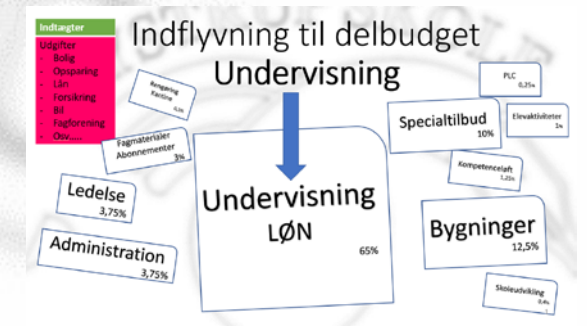 Indtægter
Udgifter
- Bolig
- Opsparing
- Lån
- Forsikring
- Bil
- Fagforening
- Osv.....
Indflyvning til delbudget
Undervisning
Rengøring
Kantine
Fagmaterialer
Abonnementer
3%
Ledelse
3,75%
Administration
3,75%
Undervisning
LØN
65%
PLC
0,25%
Specialtilbud
10%
Elevaktiviteter
1%
Kompetenceløft
1,25%
Bygninger
12,5%
Skoleudvikling
0,4%